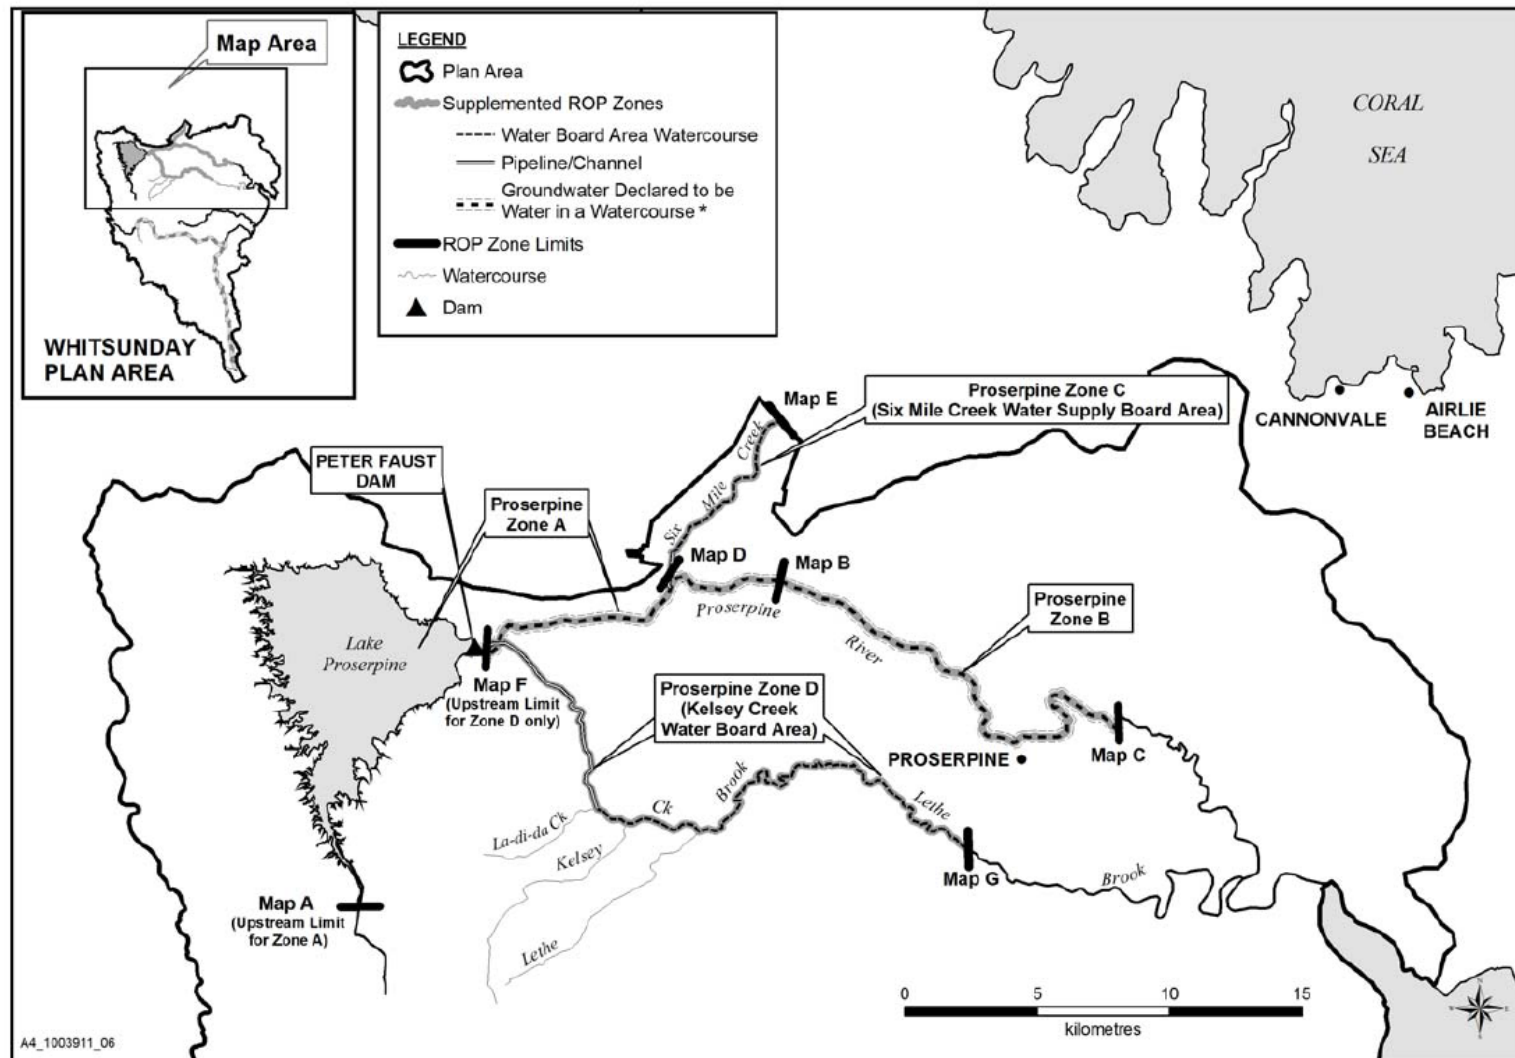 Map Area
WHITSUNDAY
PLAN AREA
LEGEND
Plan Area
Supplemented ROP Zones
Water Board Area Watercourse
Pipeline/Channel
Groundwater Declared to be
Water in a Watercourse *
ROP Zone Limits
Watercourse
Dam
CORAL
SEA
CANNONVALE
AIRLIE
BEACH
Proserpine Zone C
(Six Mile Creek Water Supply Board Area)
Map E
Six Mile Creek
PETER FAUST
DAM
Proserpine
Zone A
Map D
Map B
Proserpine River
Proserpine
Zone B
Lake
Proserpine
Map F
(Upstream Limit
for Zone D only)
Proserpine Zone D
(Kelsey Creek
Water Board Area)
PROSERPINE
Map C
Brook
Lethe
Ck
La-di-da Ck
Kelsey
Lethe
Map G
Brook
Map A
(Upstream Limit
for Zone A)
0 5 10 15
kilometres
N
W E
S
A4_1003911_06